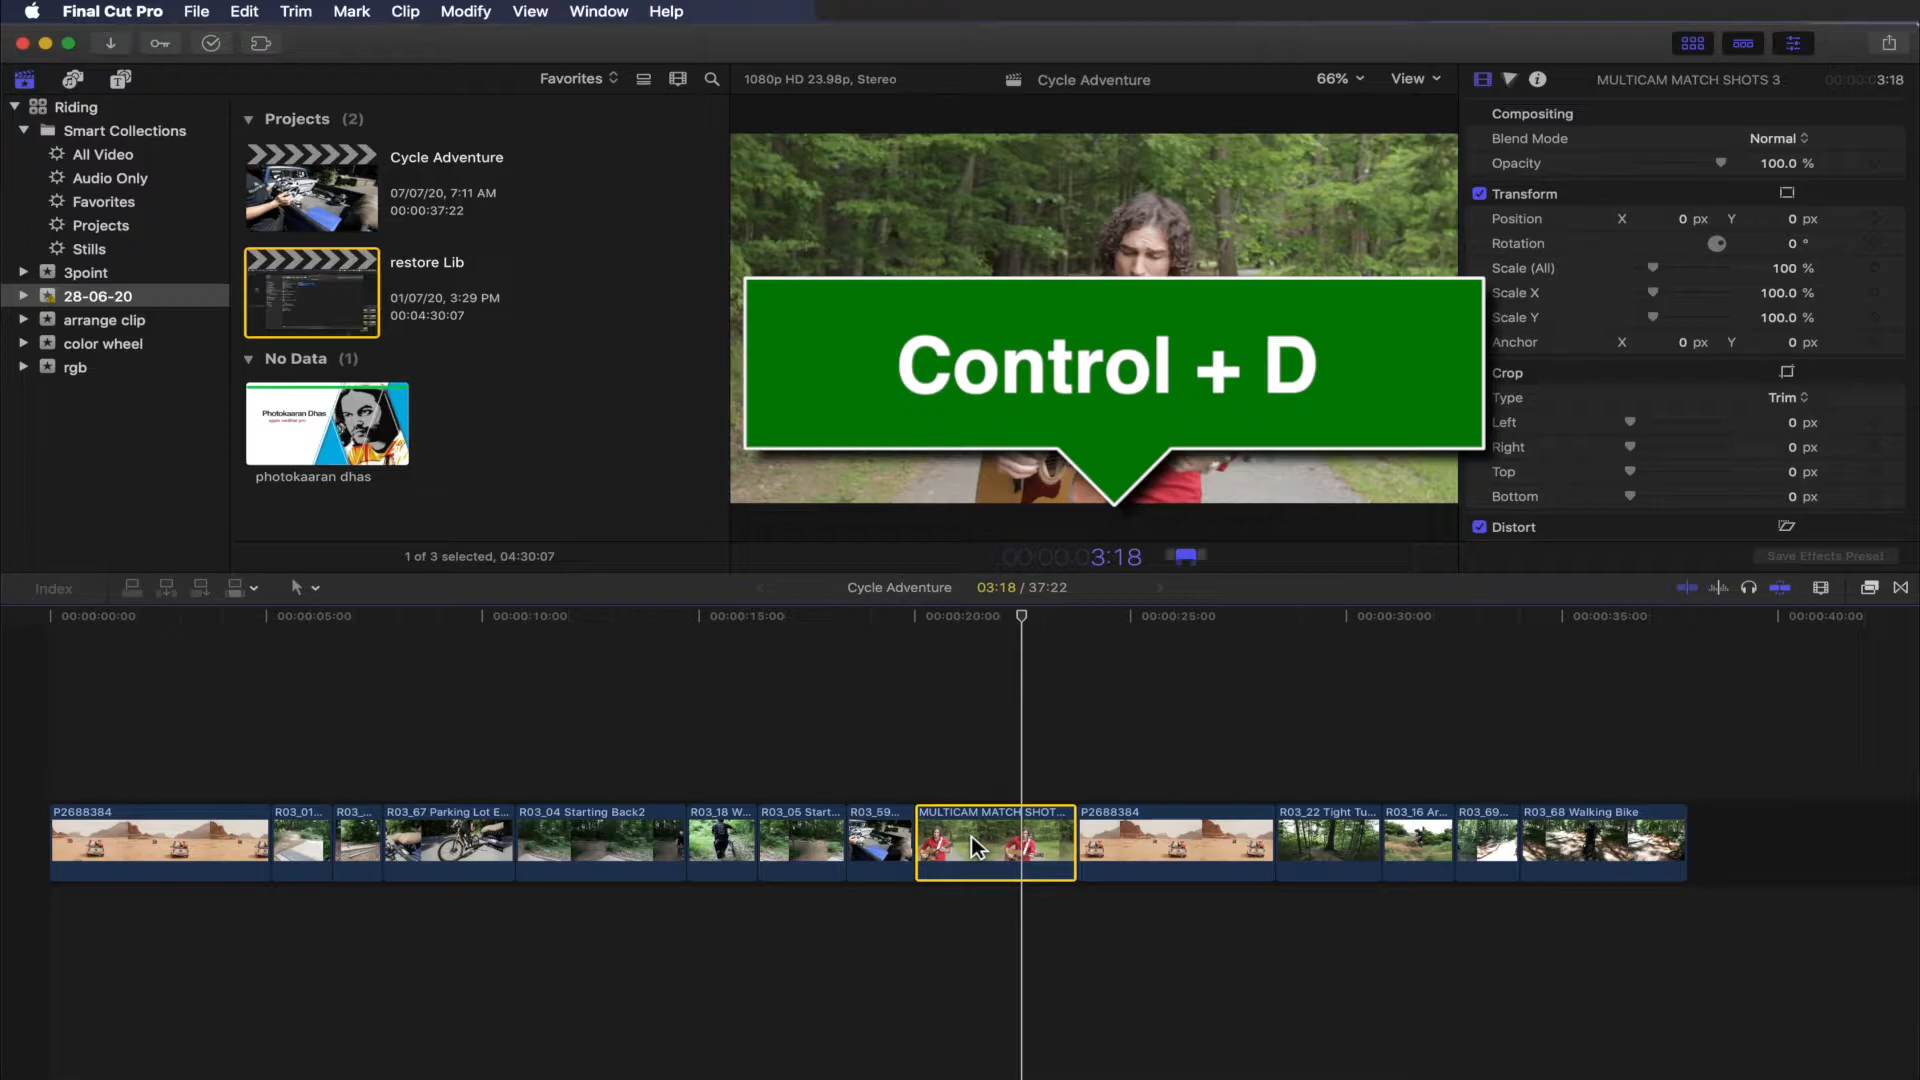 Final Cut Pro File Edit Trim Mark Clip Modify View Window Help
Favorites
1080p HD 23.98p, Stereo
Cycle Adventure
66%
View
MULTICAM MATCH SHOTS 3
00:00:03:18
Riding
Smart Collections
All Video
Audio Only
Favorites
Projects
Stills
3point
28-06-20
arrange clip
color wheel
rgb
Projects (2)
Cycle Adventure
07/07/20, 7:11 AM
00:00:37:22
restore Lib
01/07/20, 3:29 PM
00:04:30:07
No Data (1)
Photokaaran Dhas
photokaaran dhas
1 of 3 selected, 04:30:07
Control + D
00:00:03:18
Compositing
Blend Mode Normal
Opacity 100.0 %
Transform
Position X 0 px Y 0 px
Rotation 0 °
Scale (All) 100 %
Scale X 100.0 %
Scale Y 100.0 %
Anchor X 0 px Y 0 px
Crop
Type Trim
Left 0 px
Right 0 px
Top 0 px
Bottom 0 px
Distort
Save Effects Preset
Index
Cycle Adventure 03:18 / 37:22
00:00:00:00 00:00:05:00 00:00:10:00 00:00:15:00 00:00:20:00 00:00:25:00 00:00:30:00 00:00:35:00 00:00:40:00
P2688384 R03_01... R03_... R03_67 Parking Lot E... R03_04 Starting Back2 R03_18 W... R03_05 Start... R03_59... MULTICAM MATCH SHOT... P2688384 R03_22 Tight Tu... R03_16 Ar... R03_69... R03_68 Walking Bike